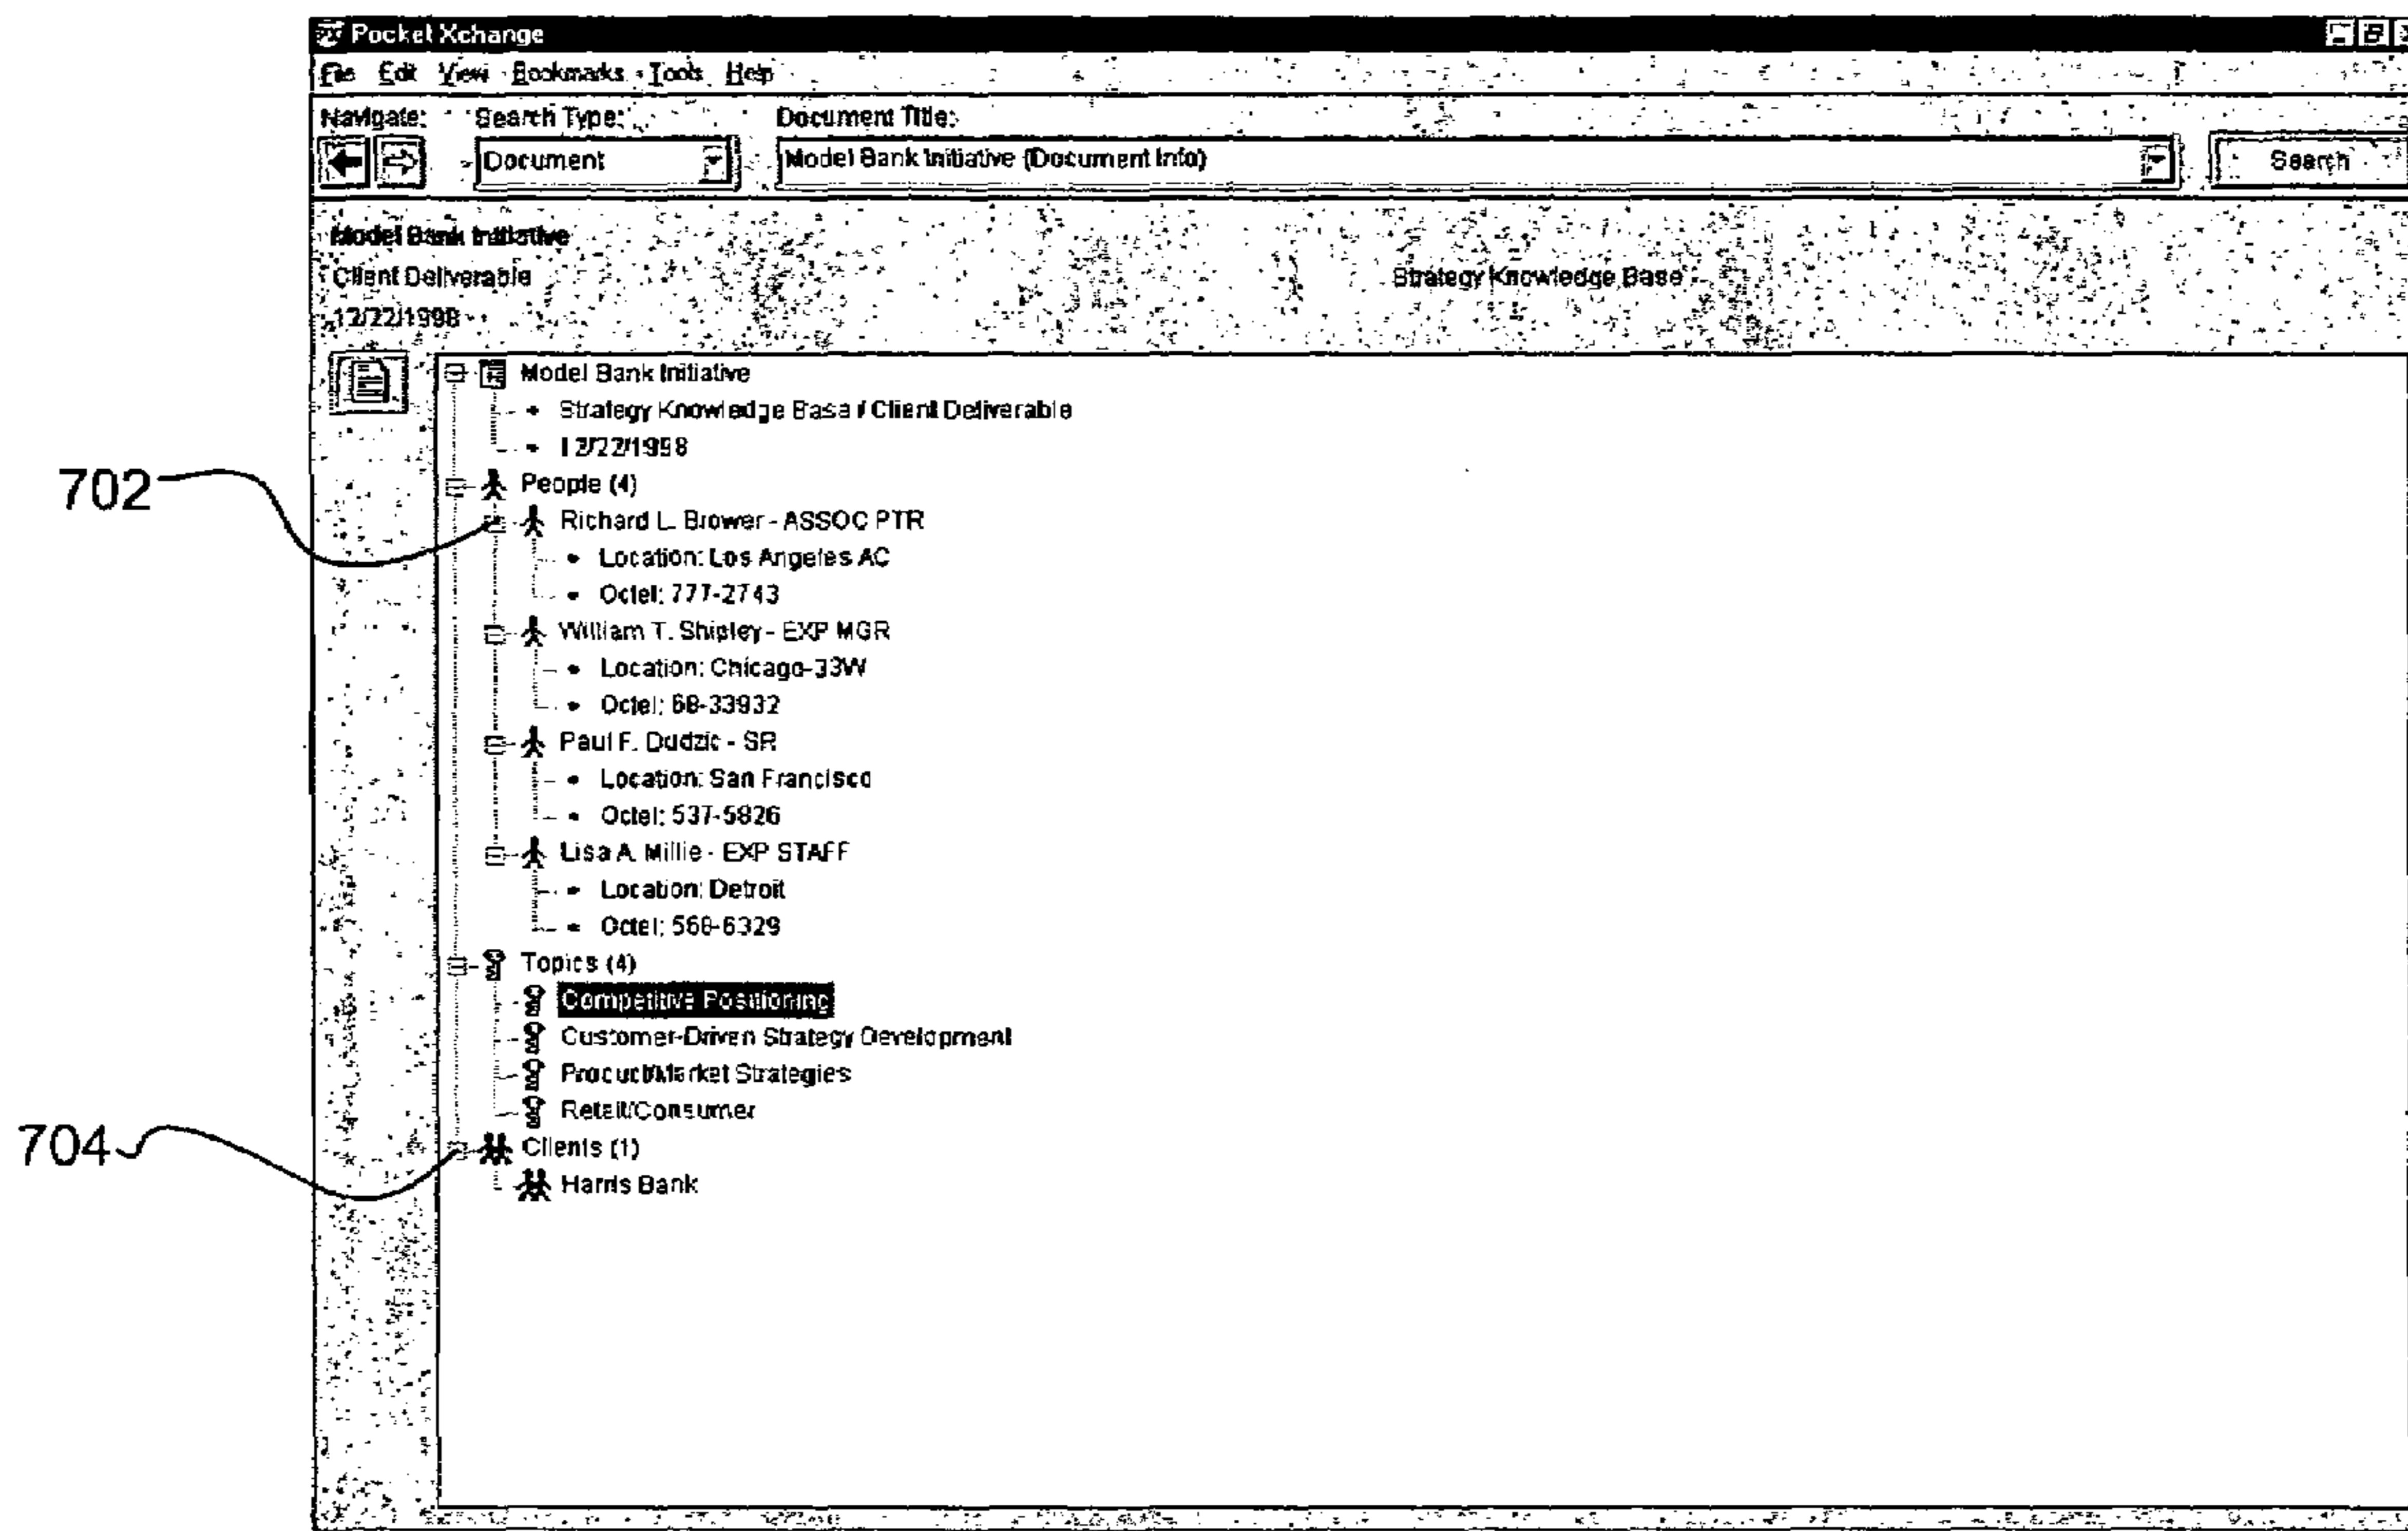 Pocket Xchange
File Edit View Bookmarks Tools Help
Navigate: Search Type: Document Title:
Document Model Bank Initiative (Document Info) Search
Model Bank Initiative
Client Deliverable Strategy Knowledge Base
12/22/1998
Model Bank Initiative
Strategy Knowledge Base / Client Deliverable
12/22/1998
702
People (4)
Richard L. Brower - ASSOC PTR
Location: Los Angeles AC
Octel: 777-2743
William T. Shipley - EXP MGR
Location: Chicago-33W
Octel: 68-33932
Paul F. Dudzic - SR
Location: San Francisco
Octel: 537-5826
Lisa A. Millie - EXP STAFF
Location: Detroit
Octel: 568-6329
Topics (4)
Competitive Positioning
Customer-Driven Strategy Development
Product/Market Strategies
Retail/Consumer
704
Clients (1)
Harris Bank